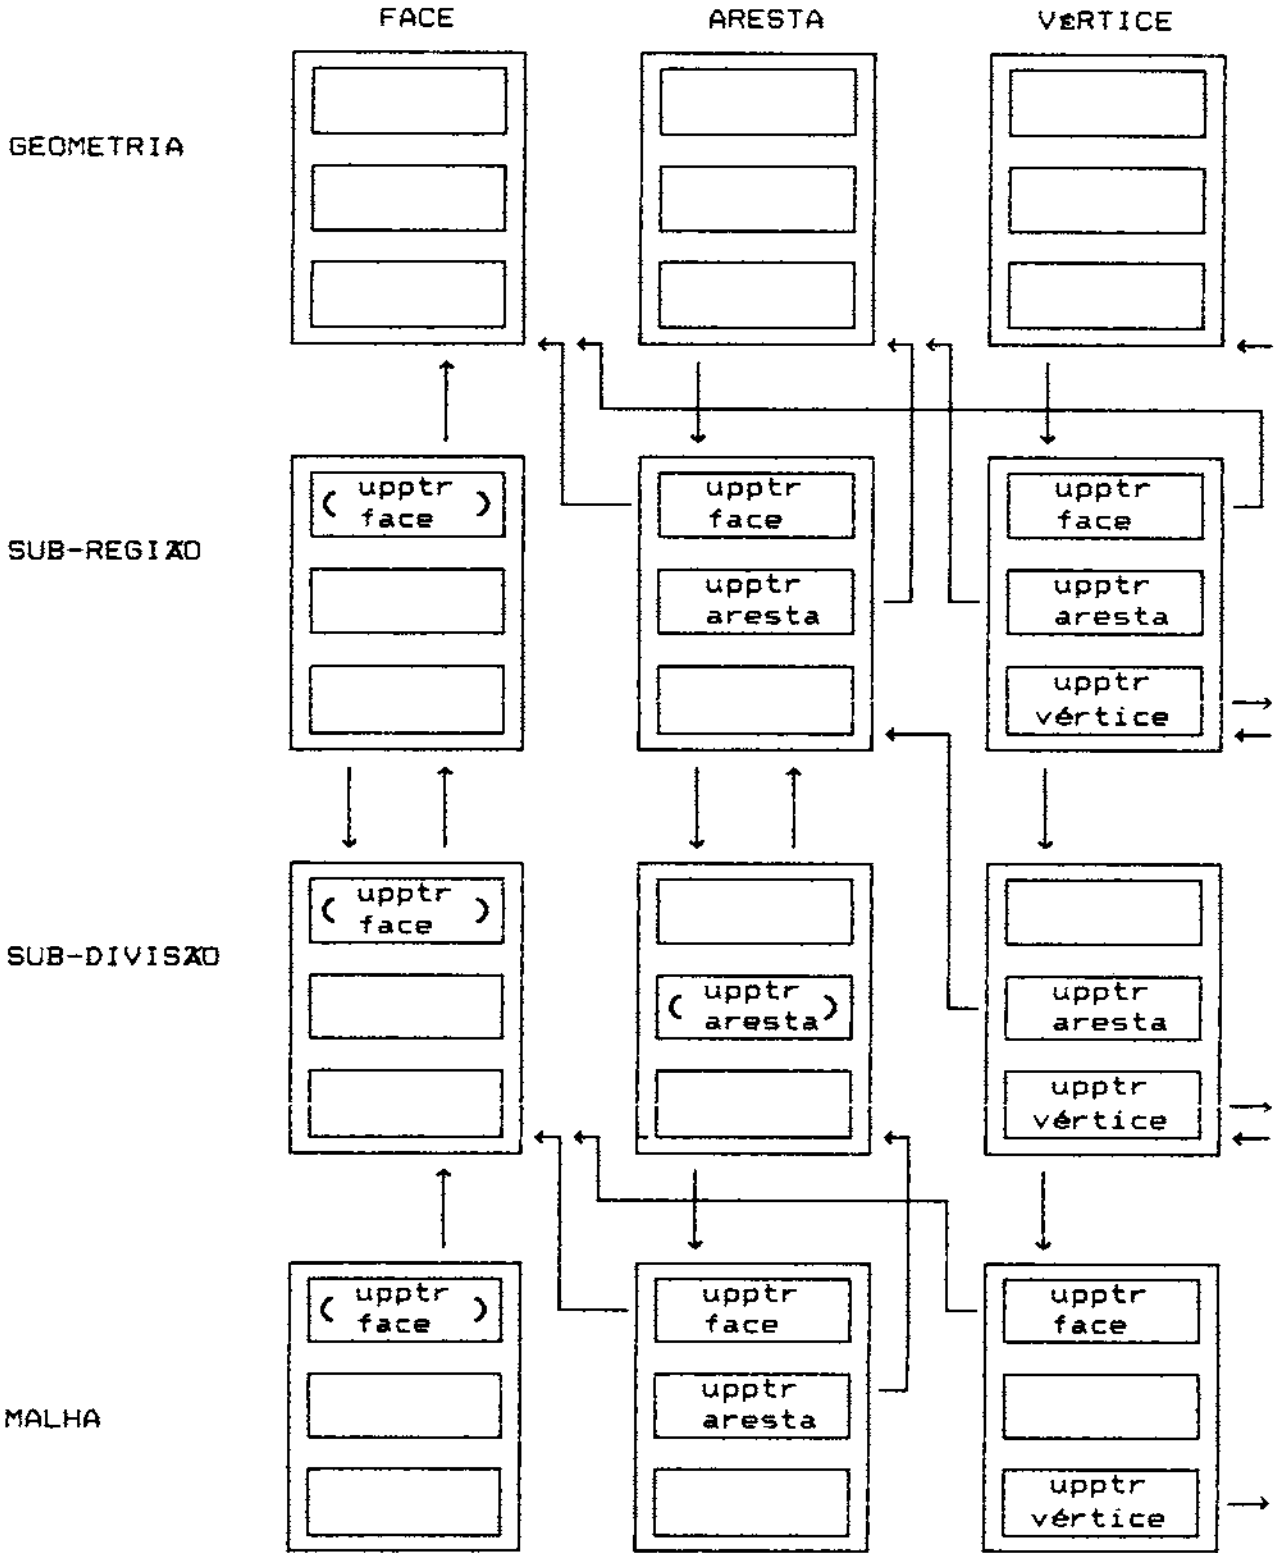 FACE ARESTA VÉRTICE
GEOMETRIA
SUB-REGIÃO
( upptr )
face
upptr
face
upptr
face
upptr
aresta
upptr
aresta
upptr
vértice
SUB-DIVISÃO
( upptr )
face
( upptr )
aresta
upptr
aresta
upptr
vértice
MALHA
( upptr )
face
upptr
face
upptr
face
upptr
aresta
upptr
vértice